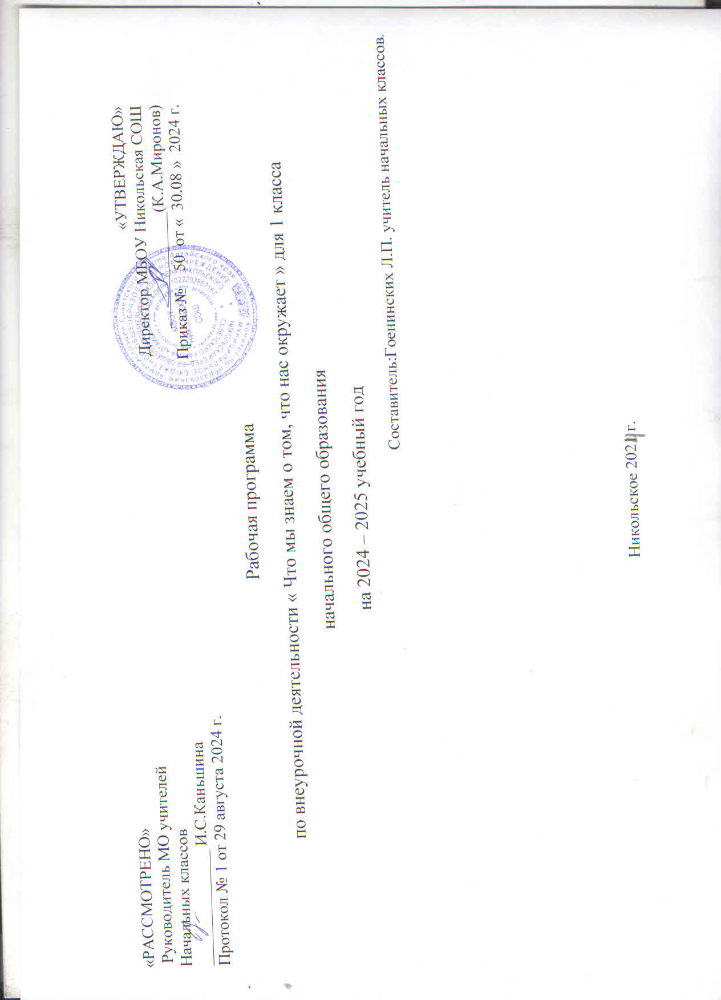 «РАССМОТРЕНО»
Руководитель МО учителей
Начальных классов
И.С.Каньшина
Протокол № 1 от 29 августа 2024 г.
«УТВЕРЖДАЮ»
Директор МБОУ Никольская СОШ
(К.А.Миронов)
Приказ № 50 от « 30.08 » 2024 г.
МБОУ
СОШ
1022202667167
Рабочая программа
по внеурочной деятельности « Что мы знаем о том, что нас окружает » для 1 класса
начального общего образования
на 2024 – 2025 учебный год
Составитель:Гоенинских Л.П. учитель начальных классов.
Никольское 2024 г.